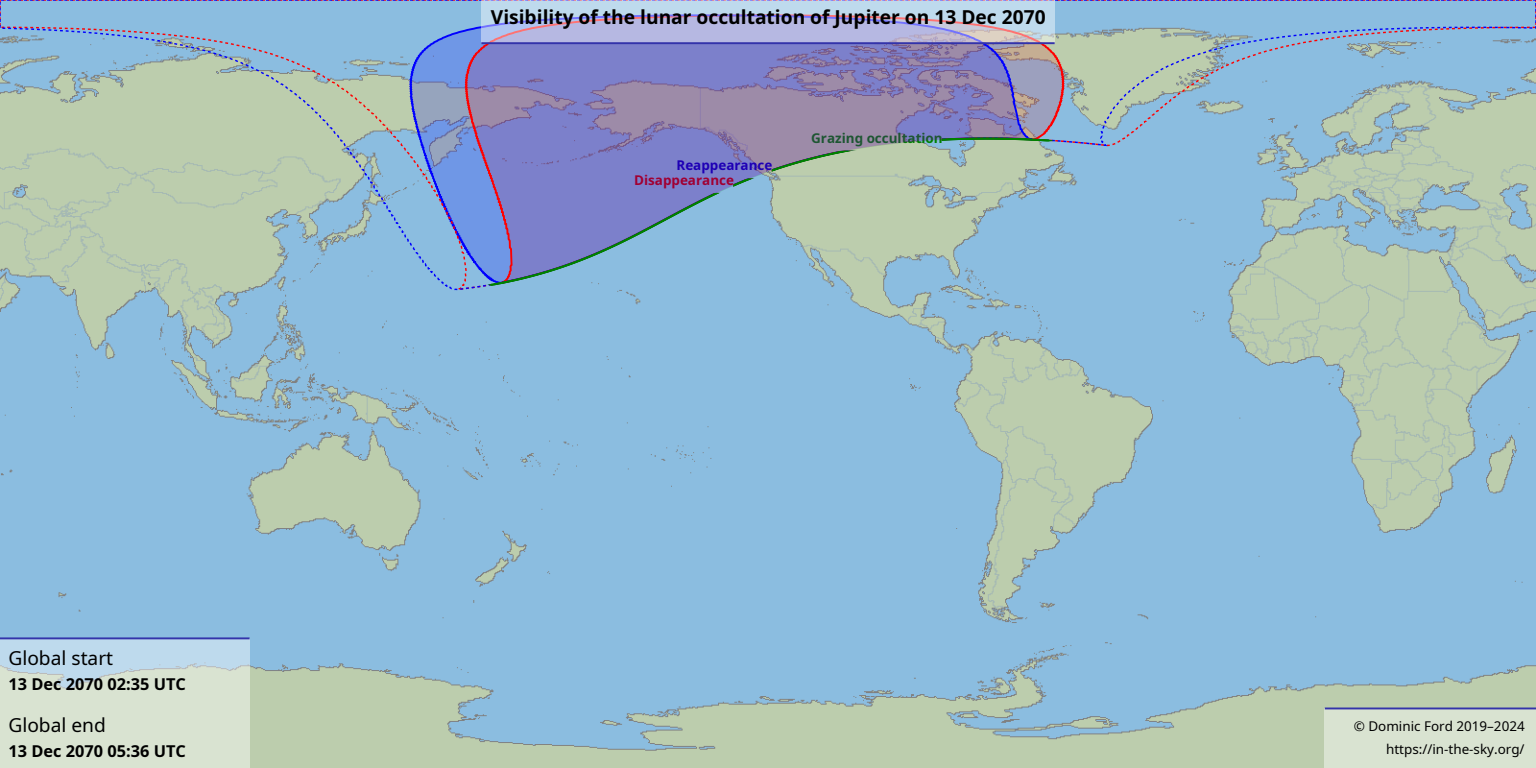 Visibility of the lunar occultation of Jupiter on 13 Dec 2070
Grazing occultation
Reappearance
Disappearance
Global start
13 Dec 2070 02:35 UTC
Global end
13 Dec 2070 05:36 UTC
© Dominic Ford 2019–2024
https://in-the-sky.org/